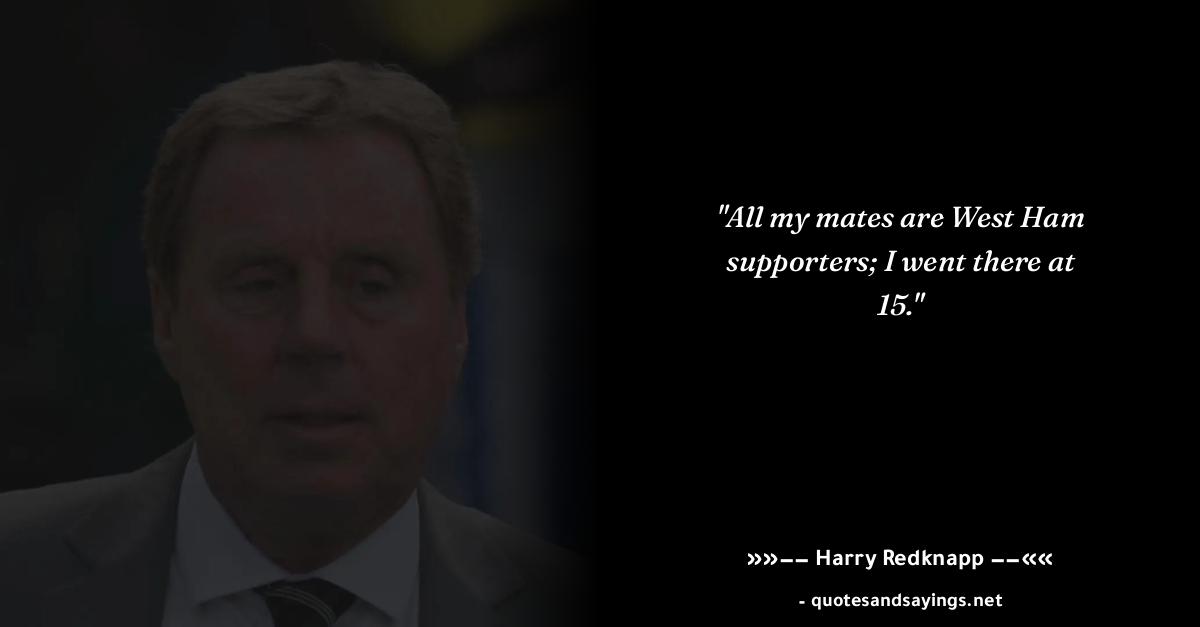 "All my mates are West Ham
supporters; I went there at
15."
»»−− Harry Redknapp −−««
- quotesandsayings.net